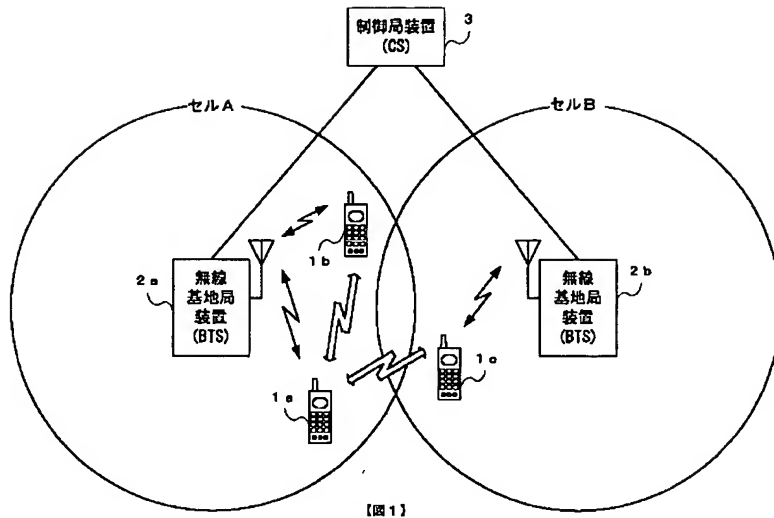 制御局装置
(CS)
3
セルA
セルB
1b
2a
無線
基地局
装置
(BTS)
無線
基地局
装置
(BTS)
2b
1c
1a
【図1】